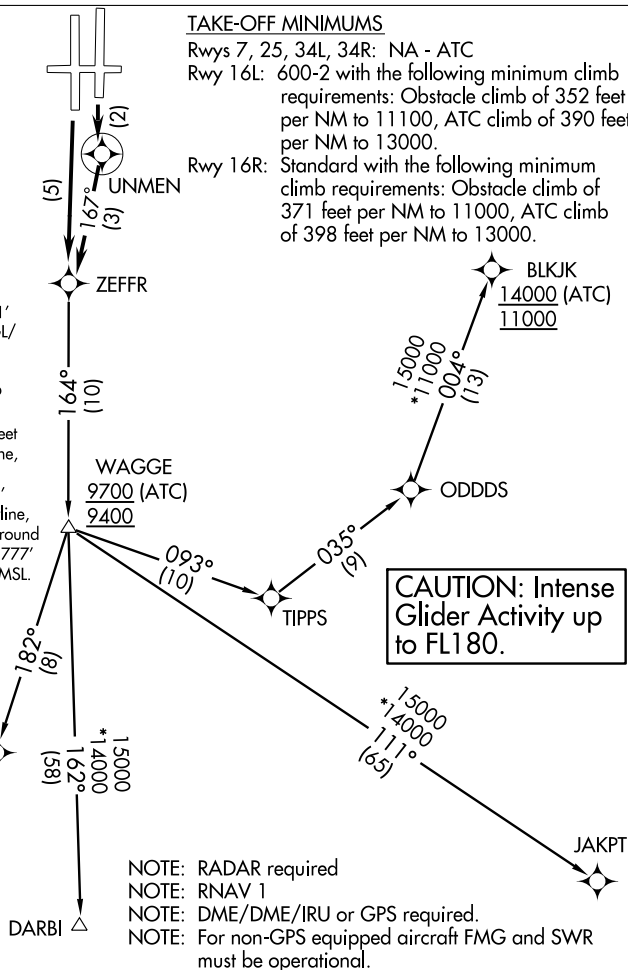 TAKE-OFF MINIMUMS
Rwys 7, 25, 34L, 34R: NA - ATC
Rwy 16L: 600-2 with the following minimum climb
requirements: Obstacle climb of 352 feet
per NM to 11100, ATC climb of 390 feet
per NM to 13000.
Rwy 16R: Standard with the following minimum
climb requirements: Obstacle climb of
371 feet per NM to 11000, ATC climb
of 398 feet per NM to 13000.
(2)
UNMEN
(5)
167°
(3)
ZEFFR
BLKJK
14000 (ATC)
11000
15000
*11000
004°
(13)
164°
(10)
eet
ne,
line,
round
777'
MSL.
WAGGE
9700 (ATC)
9400
ODDDS
093°
(10)
035°
(9)
TIPPS
CAUTION: Intense
Glider Activity up
to FL180.
182°
(8)
15000
*14000
162°
(58)
15000
*14000
111°
(65)
JAKPT
DARBI
NOTE: RADAR required
NOTE: RNAV 1
NOTE: DME/DME/IRU or GPS required.
NOTE: For non-GPS equipped aircraft FMG and SWR
must be operational.